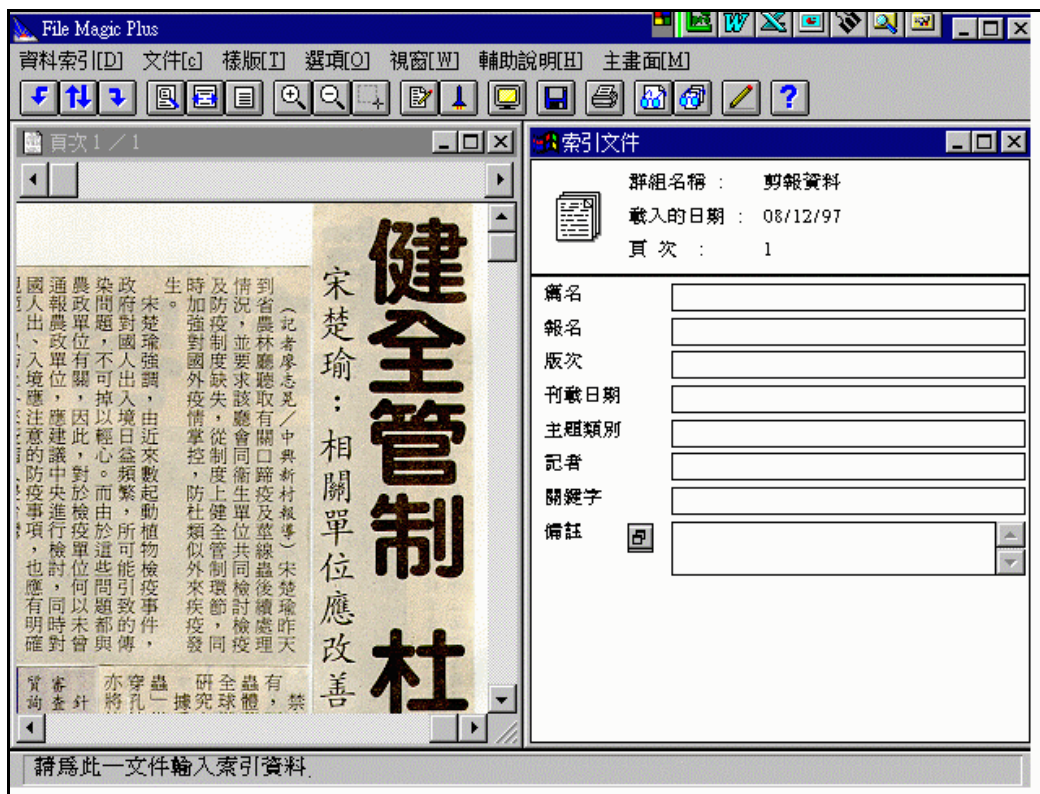 File Magic Plus
資料索引[D] 文件[c] 樣版[T] 選項[O] 視窗[W] 輔助說明[H] 主畫面[M]
頁次 1 ／ 1
健全管制 杜
宋楚瑜：相關單位應改善
（記者廖志晃／中興新村報導）宋楚瑜昨天
到省農林廳聽取有關口蹄疫及莖線蟲後續處理
情況，並要求該廳會同衛生單位共同檢討檢疫
及防疫制度缺失，從制度上健全管制環節，同
時加強對國外疫情掌控，防杜類似外來疾疫發
生。
宋楚瑜強調，由近來數起動植物檢疫事件，
政府對國人出入境日益頻繁，所可能引致的傳
染問題，不可掉以輕心。而由於這些問題都與
農政單位有關，因此對於檢疫單位何以未曾
通報農政單位，應建議中央進行檢討，同時對
國人出、入境應注意的防疫事項，也應有明確
審查
質詢
索引文件
群組名稱 : 剪報資料
載入的日期 : 08/12/97
頁 次 : 1
篇名
報名
版次
刊載日期
主題類別
記者
關鍵字
備註
請爲此一文件輸入索引資料.